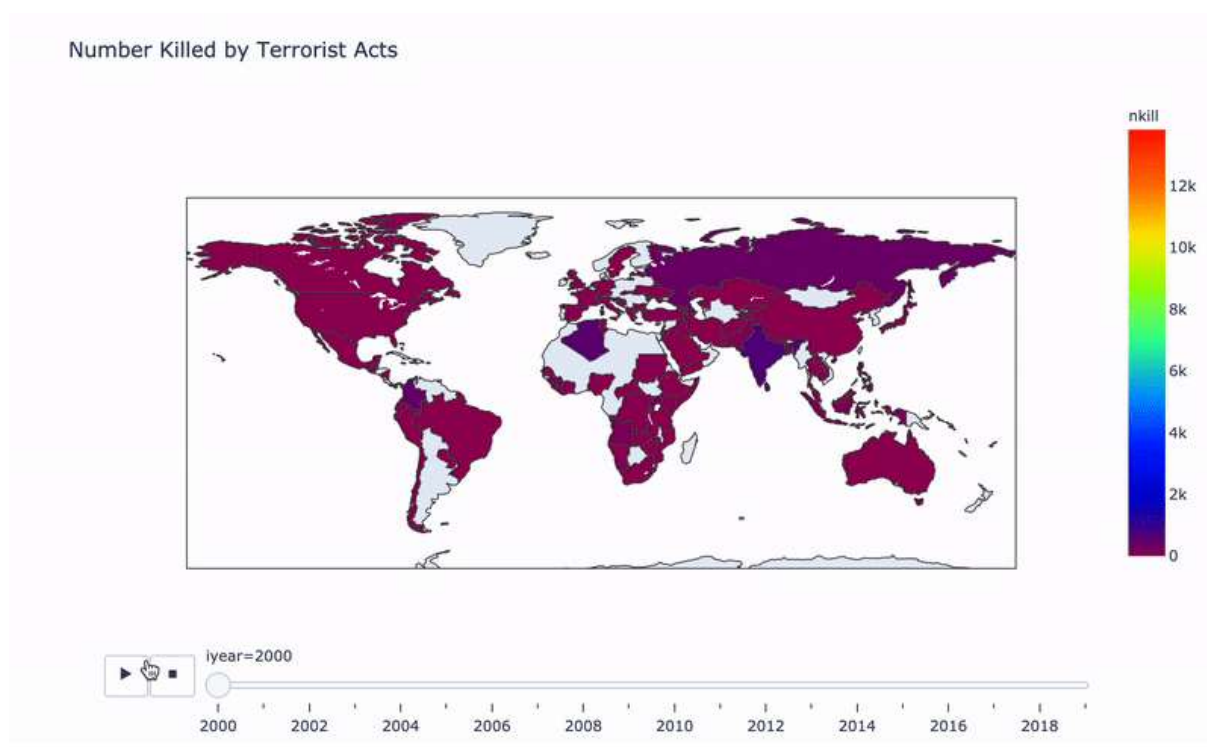 Number Killed by Terrorist Acts
nkill
12k
10k
8k
6k
4k
2k
0
iyear=2000
2000 2002 2004 2006 2008 2010 2012 2014 2016 2018